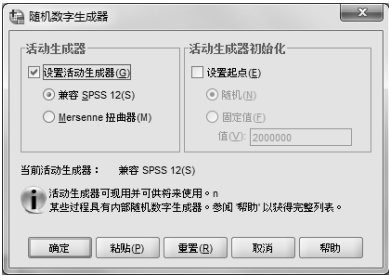 随机数字生成器
活动生成器
设置活动生成器(G)
兼容 SPSS 12(S)
Mersenne 扭曲器(M)
活动生成器初始化
设置起点(E)
随机(N)
固定值(F)
值(V): 2000000
当前活动生成器： 兼容 SPSS 12(S)
活动生成器可现用并可供将来使用。n
某些过程具有内部随机数字生成器。参阅 '帮助' 以获得完整列表。
确定 粘贴(P) 重置(R) 取消 帮助